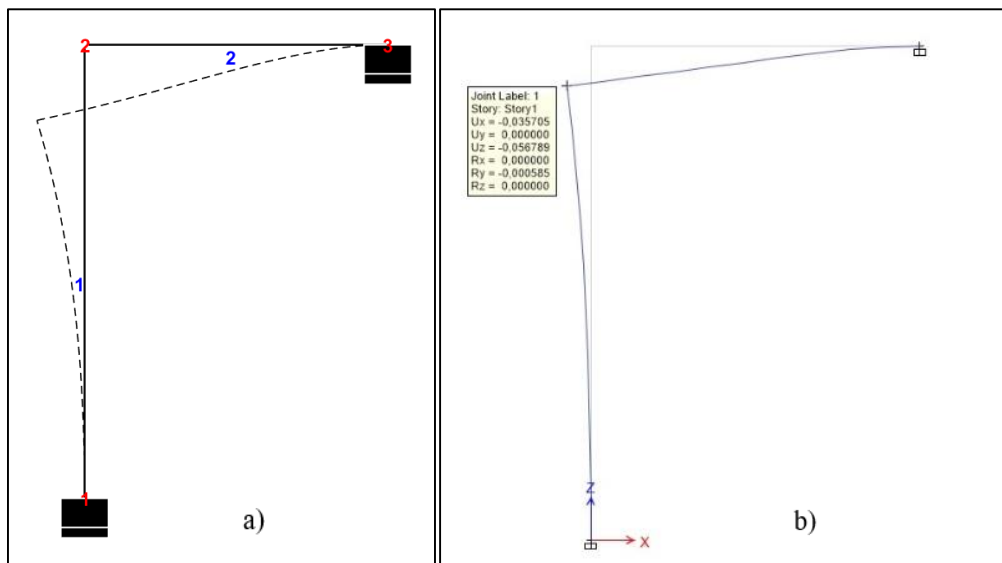 2
3
2
1
1
a)
Joint Label: 1
Story: Story1
Ux = -0,035705
Uy = 0,000000
Uz = -0,056789
Rx = 0,000000
Ry = -0,000585
Rz = 0,000000
Z
X
b)